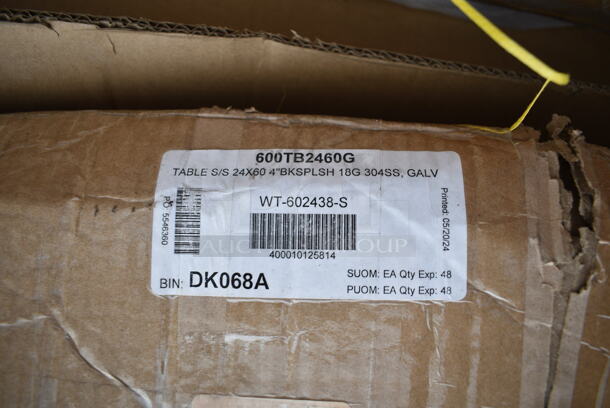 600TB2460G
TABLE S/S 24X60 4"BKSPLSH 18G 304SS, GALV
WT-602438-S
400010125814
PO: 5546360
Printed: 05/20/24
BIN: DK068A
SUOM: EA Qty Exp: 48
PUOM: EA Qty Exp: 48